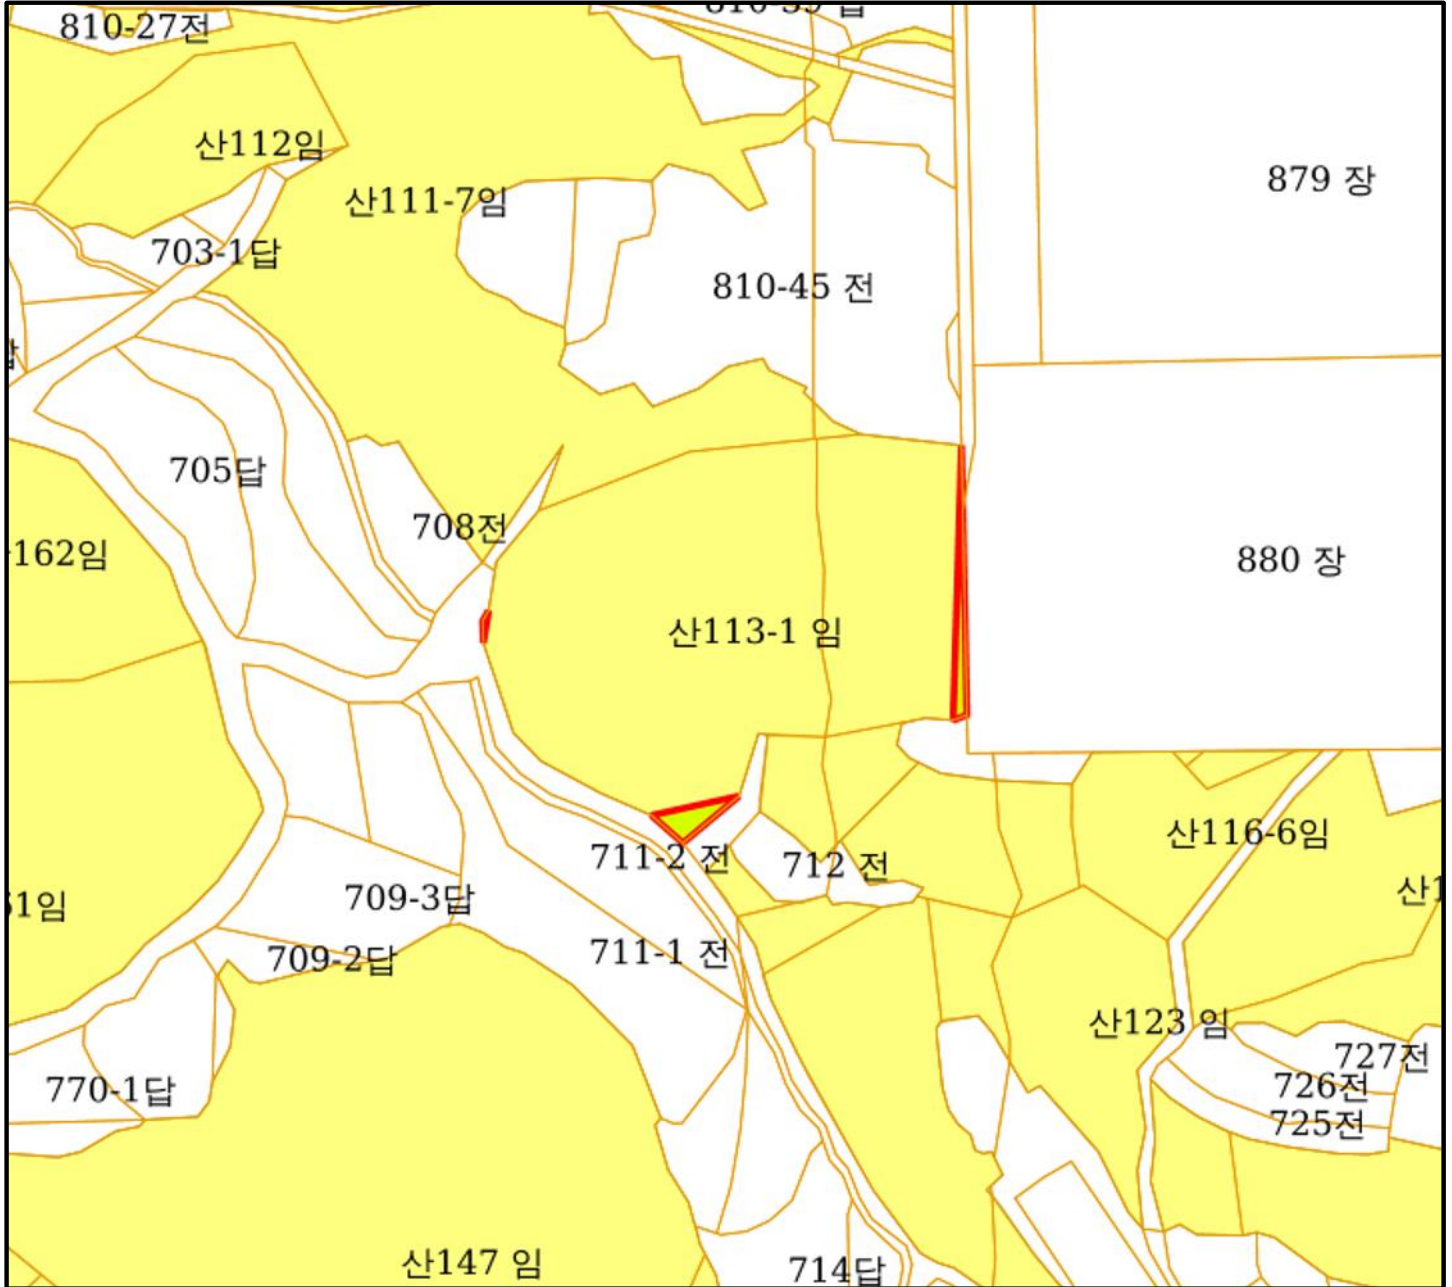 810-27전
산112임
879 장
산111-7임
703-1답
810-45 전
705답
708전
162임
880 장
산113-1 임
산116-6임
711-2 전
712 전
709-3답
51임
709-2답
711-1 전
산123 임
727전
770-1답
726전
725전
산147 임
714답